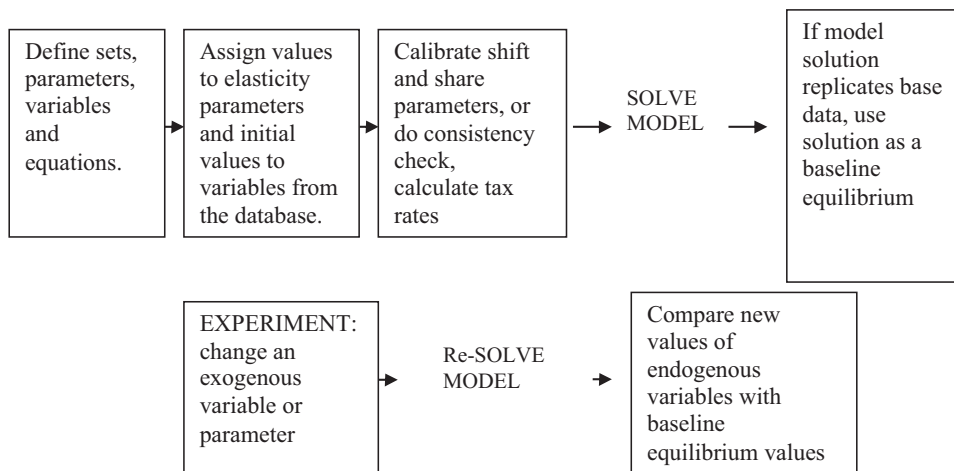 Define sets,
parameters,
variables
and
equations.
Assign values
to elasticity
parameters
and initial
values to
variables from
the database.
Calibrate shift
and share
parameters, or
do consistency
check,
calculate tax
rates
SOLVE
MODEL
If model
solution
replicates base
data, use
solution as a
baseline
equilibrium
EXPERIMENT:
change an
exogenous
variable or
parameter
Re-SOLVE
MODEL
Compare new
values of
endogenous
variables with
baseline
equilibrium values